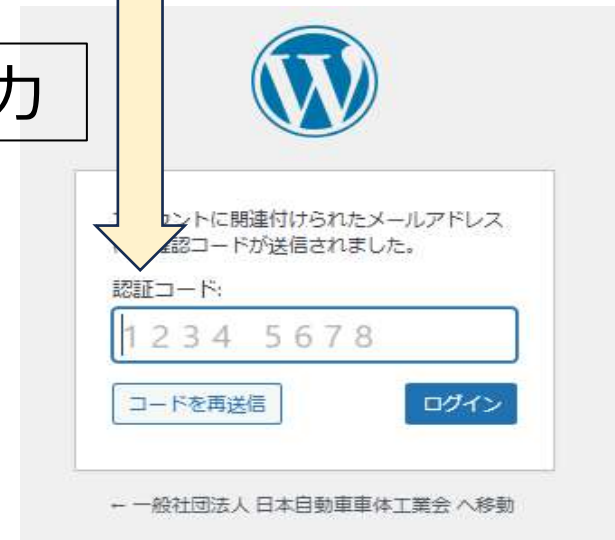 力
カウントに関連付けられたメールアドレス
確認コードが送信されました。
認証コード:
1234 5678
コードを再送信
ログイン
← 一般社団法人 日本自動車車体工業会 へ移動